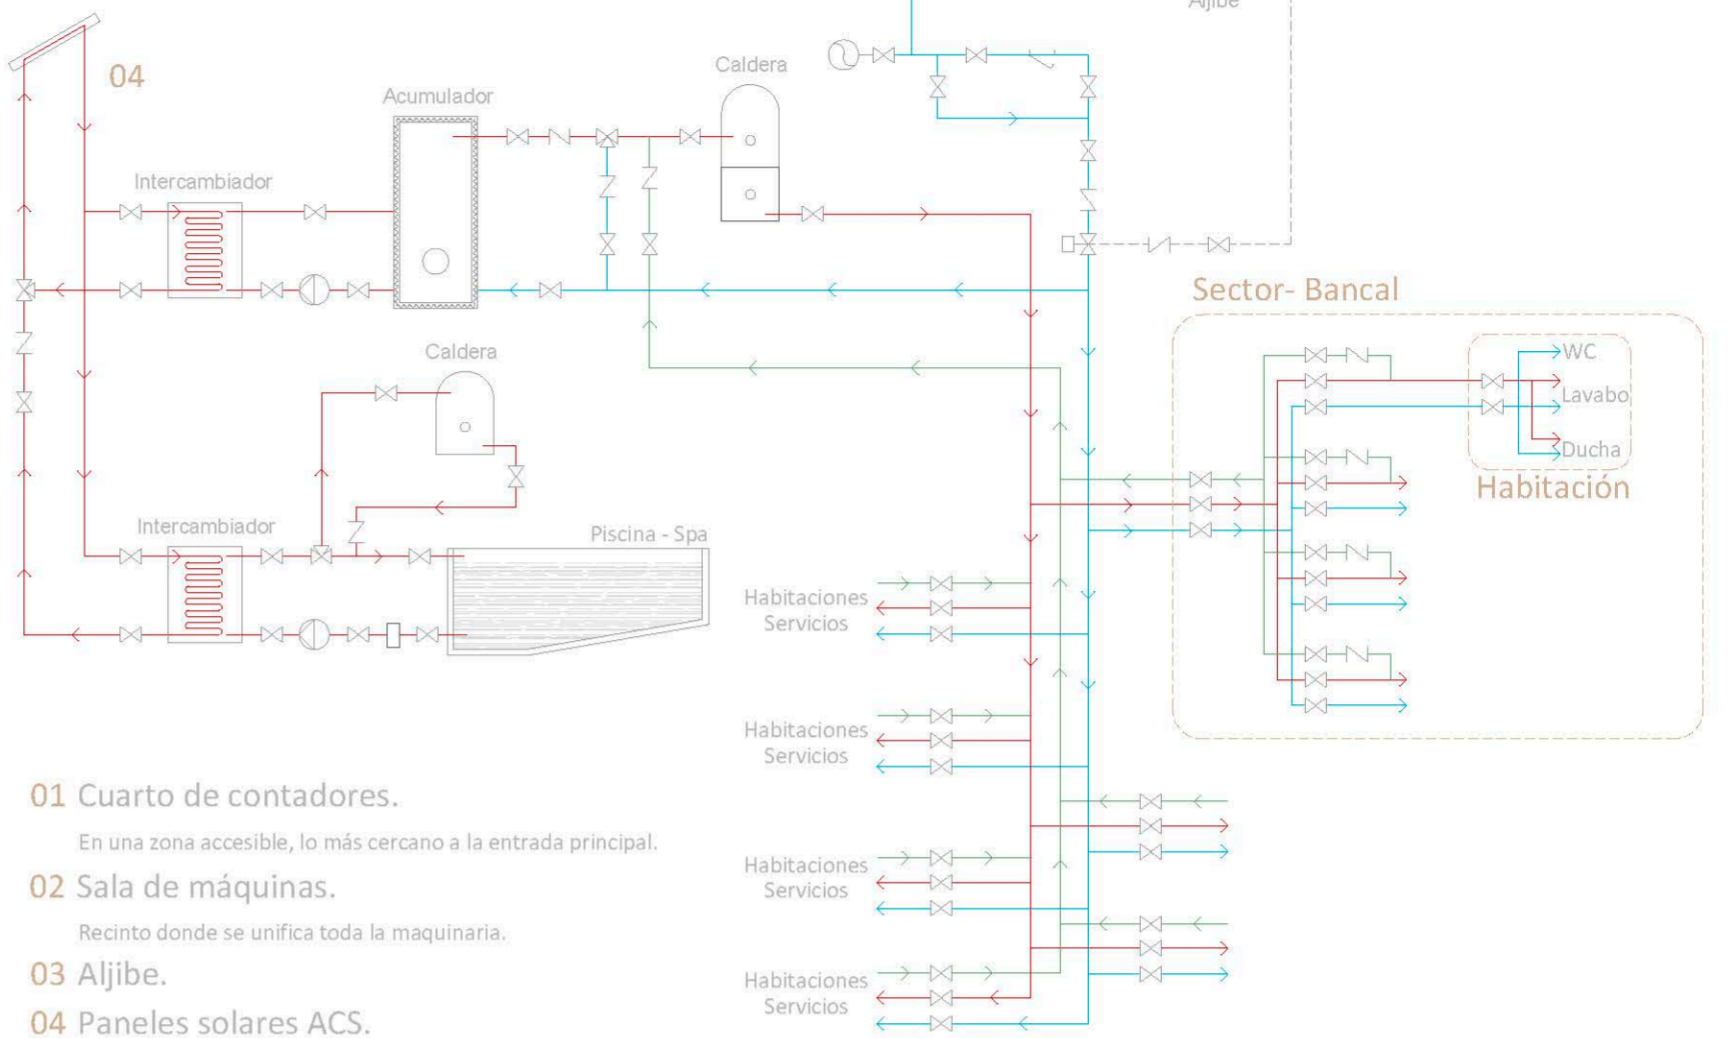 Aljibe
04
Caldera
Acumulador
Intercambiador
Sector- Bancal
Caldera
WC
Lavabo
Ducha
Habitación
Intercambiador
Piscina - Spa
Habitaciones
Servicios
Habitaciones
Servicios
Habitaciones
Servicios
Habitaciones
Servicios
01 Cuarto de contadores.
En una zona accesible, lo más cercano a la entrada principal.
02 Sala de máquinas.
Recinto donde se unifica toda la maquinaria.
03 Aljibe.
04 Paneles solares ACS.